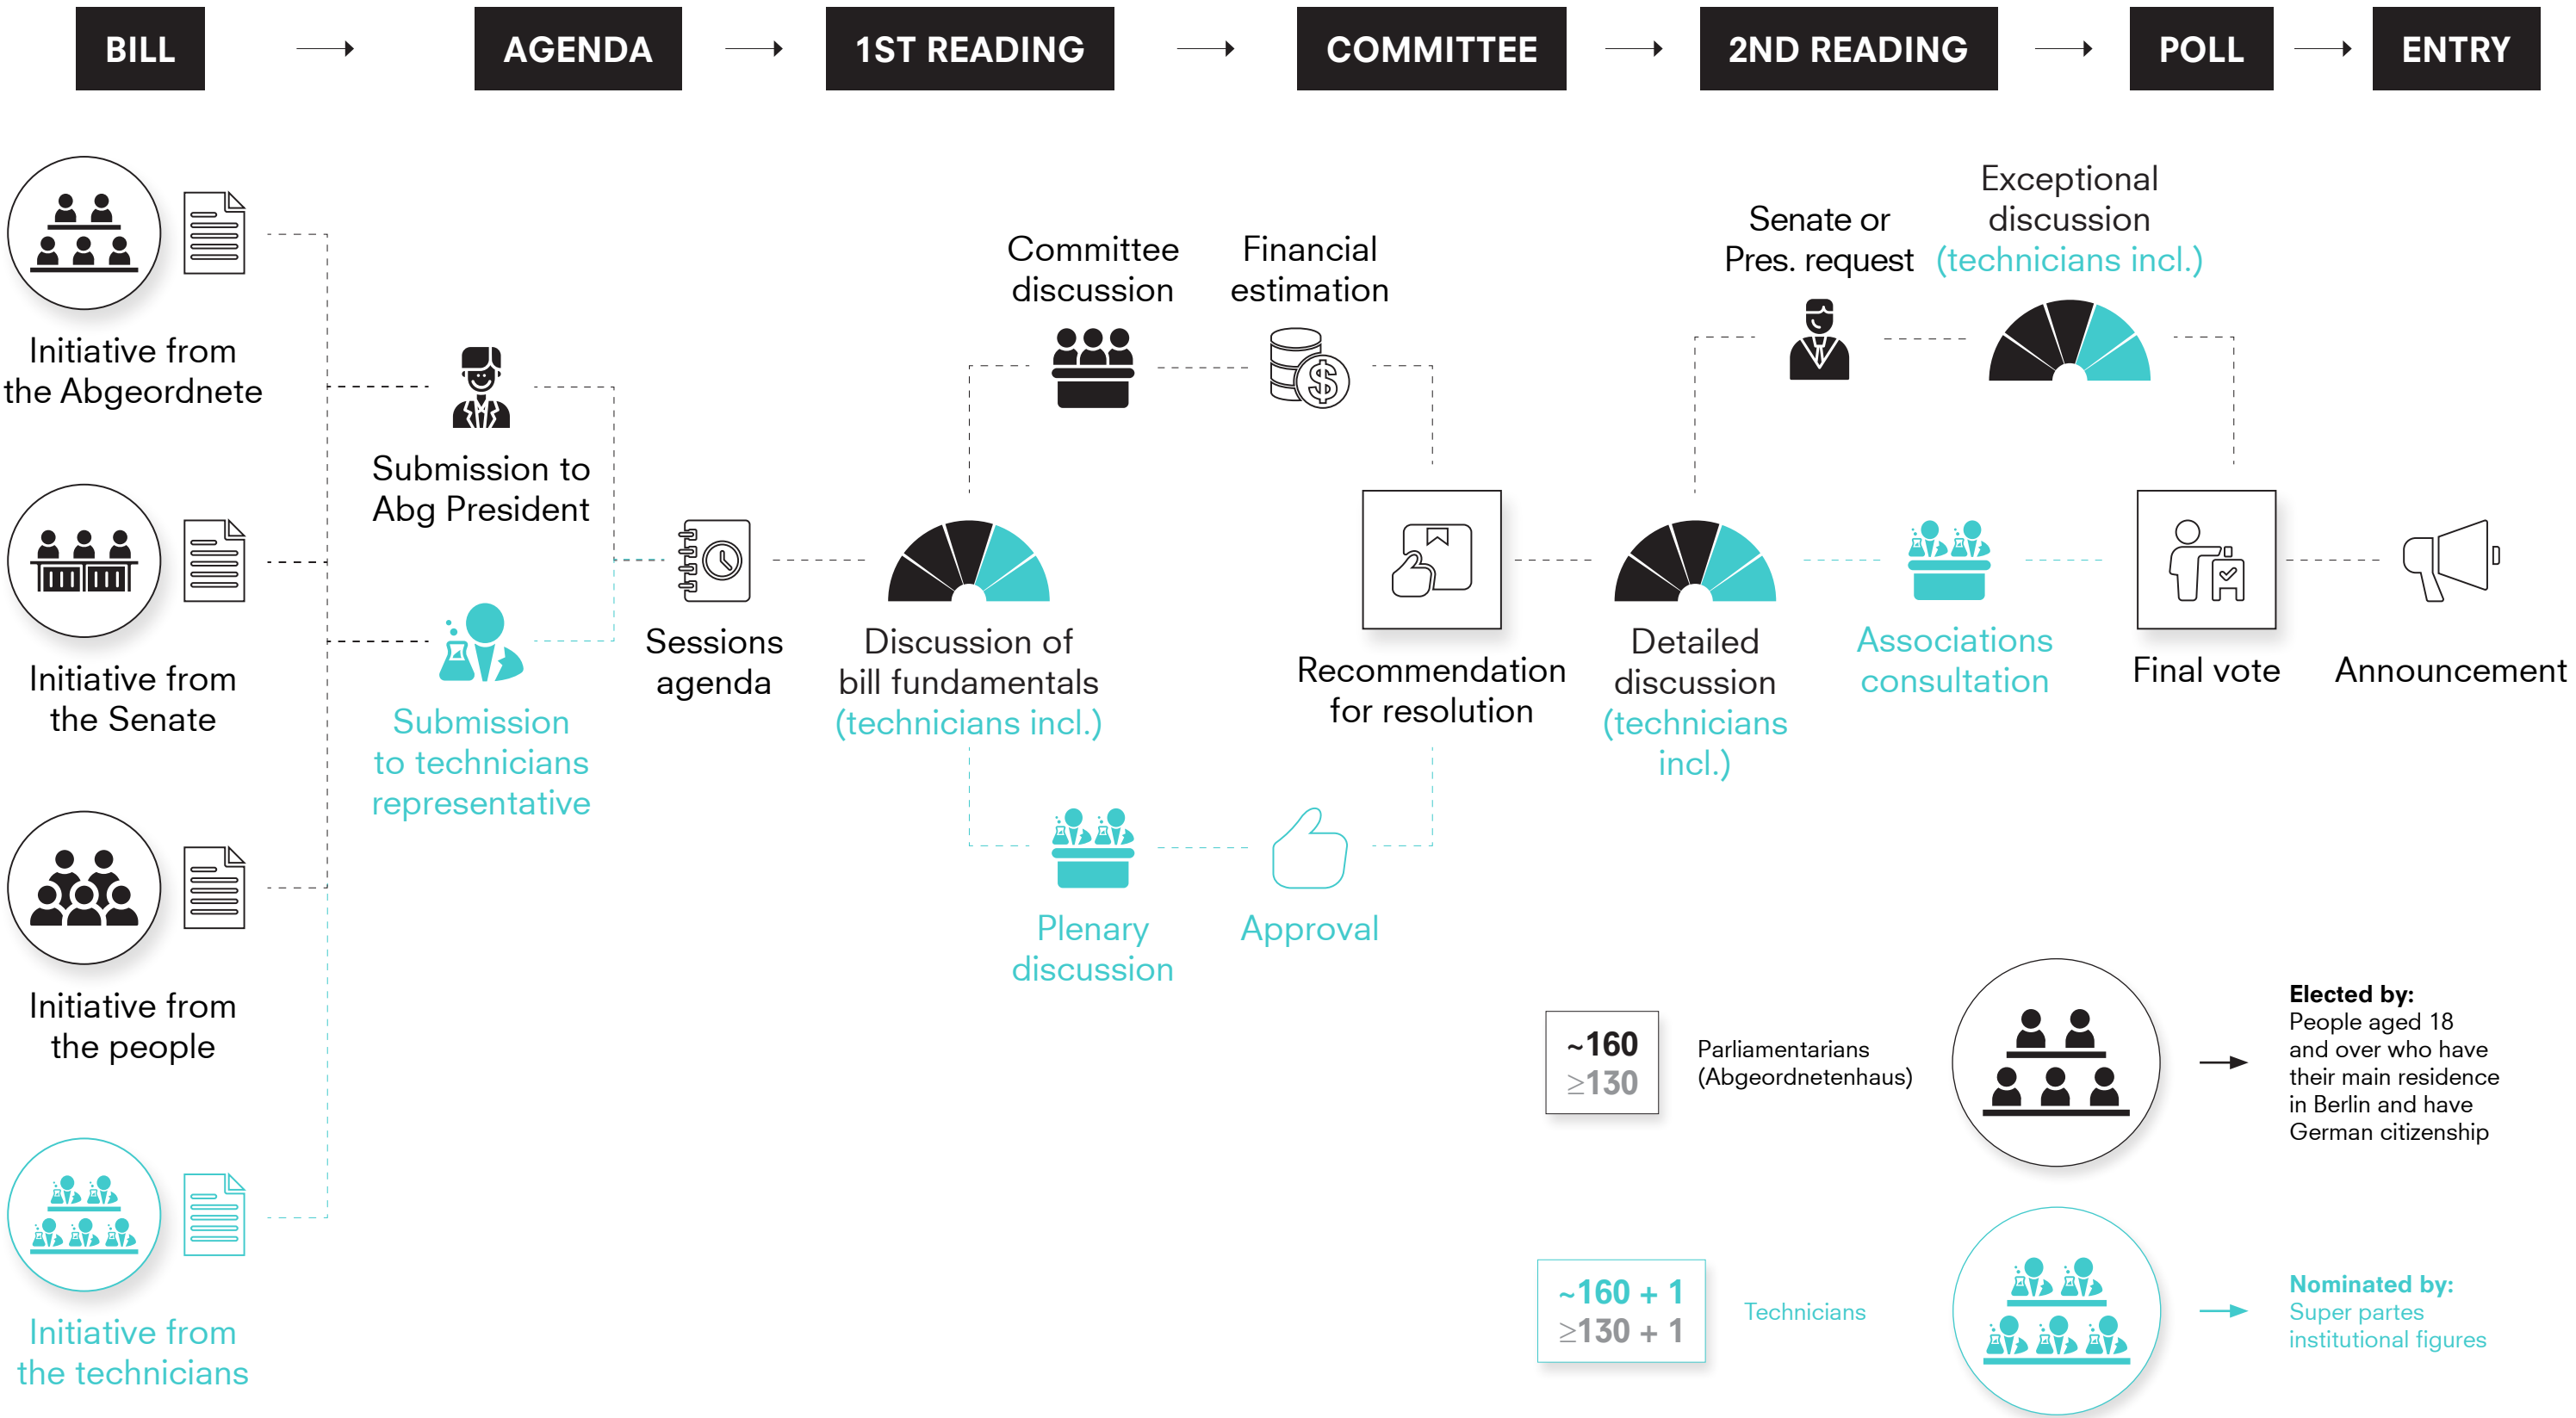 BILL
AGENDA
1ST READING
COMMITTEE
2ND READING
POLL
ENTRY
Initiative from
the Abgeordnete
Initiative from
the Senate
Initiative from
the people
Initiative from
the technicians
Submission to
Abg President
Submission
to technicians
representative
Sessions
agenda
Discussion of
bill fundamentals
(technicians incl.)
Committee
discussion
Financial
estimation
$
Plenary
discussion
Approval
Recommendation
for resolution
Detailed
discussion
(technicians
incl.)
Senate or
Pres. request
Exceptional
discussion
(technicians incl.)
Associations
consultation
Final vote
Announcement
~160
≥130
Parliamentarians
(Abgeordnetenhaus)
Elected by:
People aged 18
and over who have
their main residence
in Berlin and have
German citizenship
~160 + 1
≥130 + 1
Technicians
Nominated by:
Super partes
institutional figures